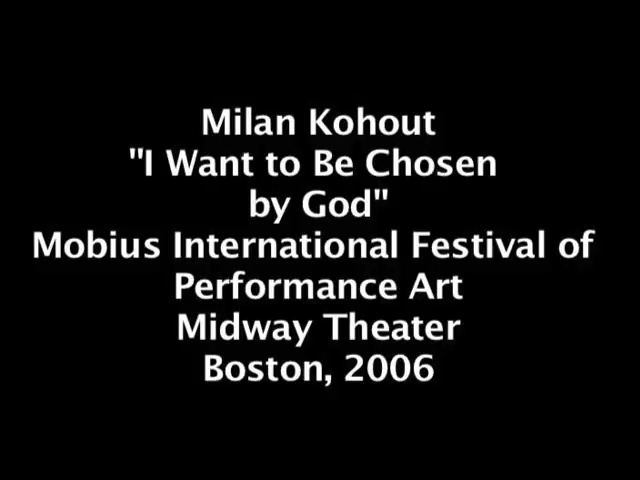 Milan Kohout
"I Want to Be Chosen
by God"
Mobius International Festival of
Performance Art
Midway Theater
Boston, 2006